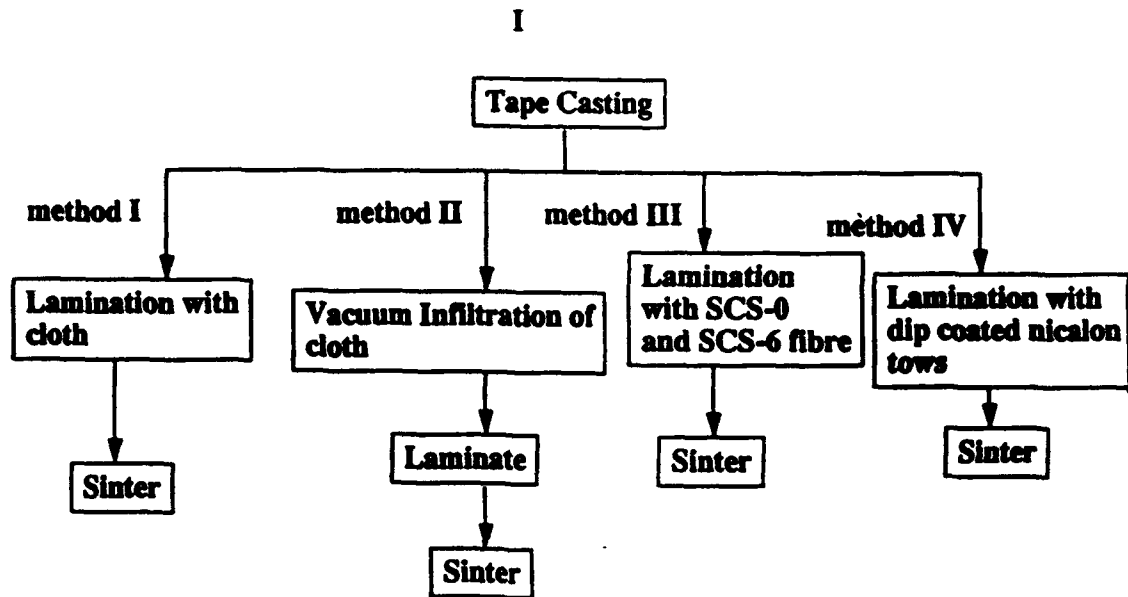 I
Tape Casting
method I
method II
method III
method IV
Lamination with
cloth
Vacuum Infiltration of
cloth
Lamination
with SCS-0
and SCS-6 fibre
Lamination with
dip coated nicalon
tows
Sinter
Laminate
Sinter
Sinter
Sinter